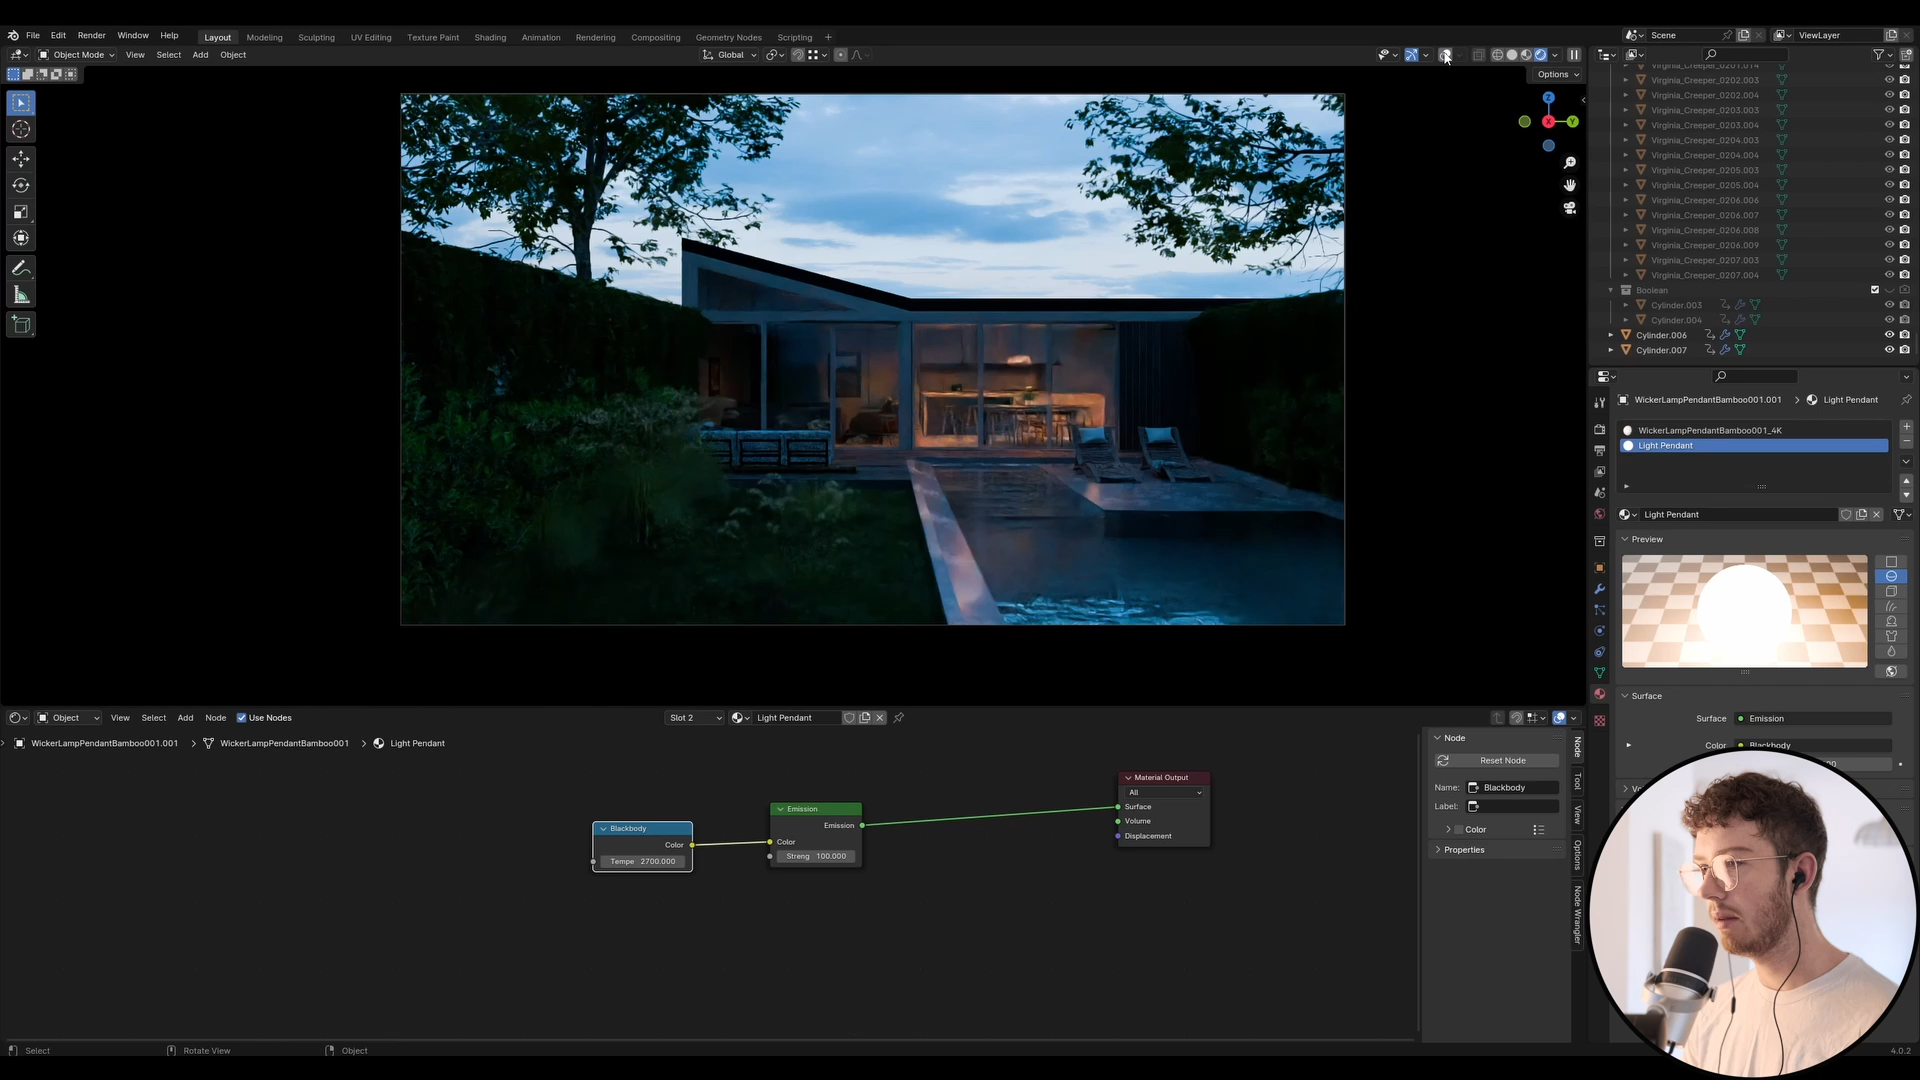 File Edit Render Window Help Layout Modeling Sculpting UV Editing Texture Paint Shading Animation Rendering Compositing Geometry Nodes Scripting + Scene ViewLayer
Object Mode View Select Add Object Global
Options
Z
X Y
Virginia_Creeper_0201.014
Virginia_Creeper_0202.003
Virginia_Creeper_0202.004
Virginia_Creeper_0203.003
Virginia_Creeper_0203.004
Virginia_Creeper_0204.003
Virginia_Creeper_0204.004
Virginia_Creeper_0205.003
Virginia_Creeper_0205.004
Virginia_Creeper_0206.006
Virginia_Creeper_0206.007
Virginia_Creeper_0206.008
Virginia_Creeper_0206.009
Virginia_Creeper_0207.003
Virginia_Creeper_0207.004
Boolean
Cylinder.003
Cylinder.004
Cylinder.006
Cylinder.007
WickerLampPendantBamboo001.001 > Light Pendant
WickerLampPendantBamboo001_4K
Light Pendant
Light Pendant
Preview
Surface
Surface Emission
Color Blackbody
Object View Select Add Node Use Nodes Slot 2 Light Pendant
WickerLampPendantBamboo001.001 > WickerLampPendantBamboo001 > Light Pendant
Blackbody
Color
Tempe 2700.000
Emission
Emission
Color
Streng 100.000
Material Output
All
Surface
Volume
Displacement
Node
Reset Node
Name: Blackbody
Label:
Color
Properties
Node
Tool
View
Options
Node Wrangler
Select Rotate View Object 4.0.2